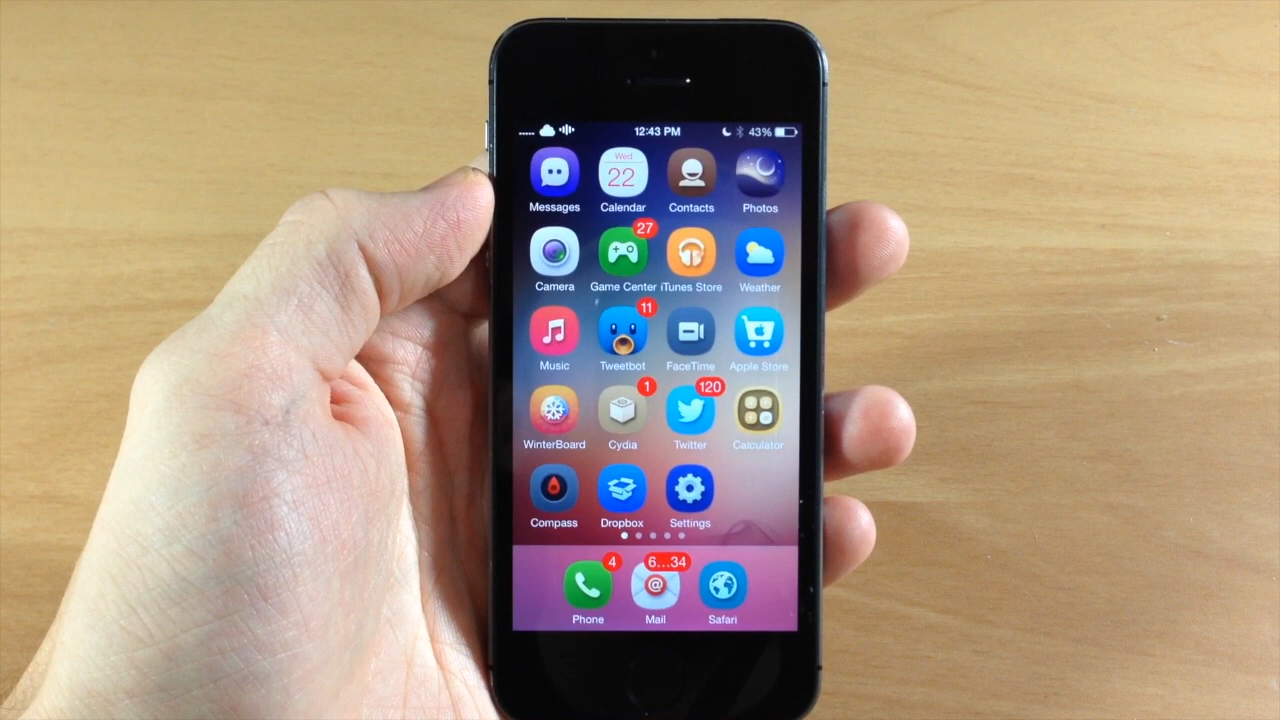 12:43 PM 43%
Wed
22
Messages Calendar Contacts Photos
27
Camera Game Center iTunes Store Weather
11
Music Tweetbot FaceTime Apple Store
1 120
WinterBoard Cydia Twitter Calculator
Compass Dropbox Settings
4 6...34
@
Phone Mail Safari